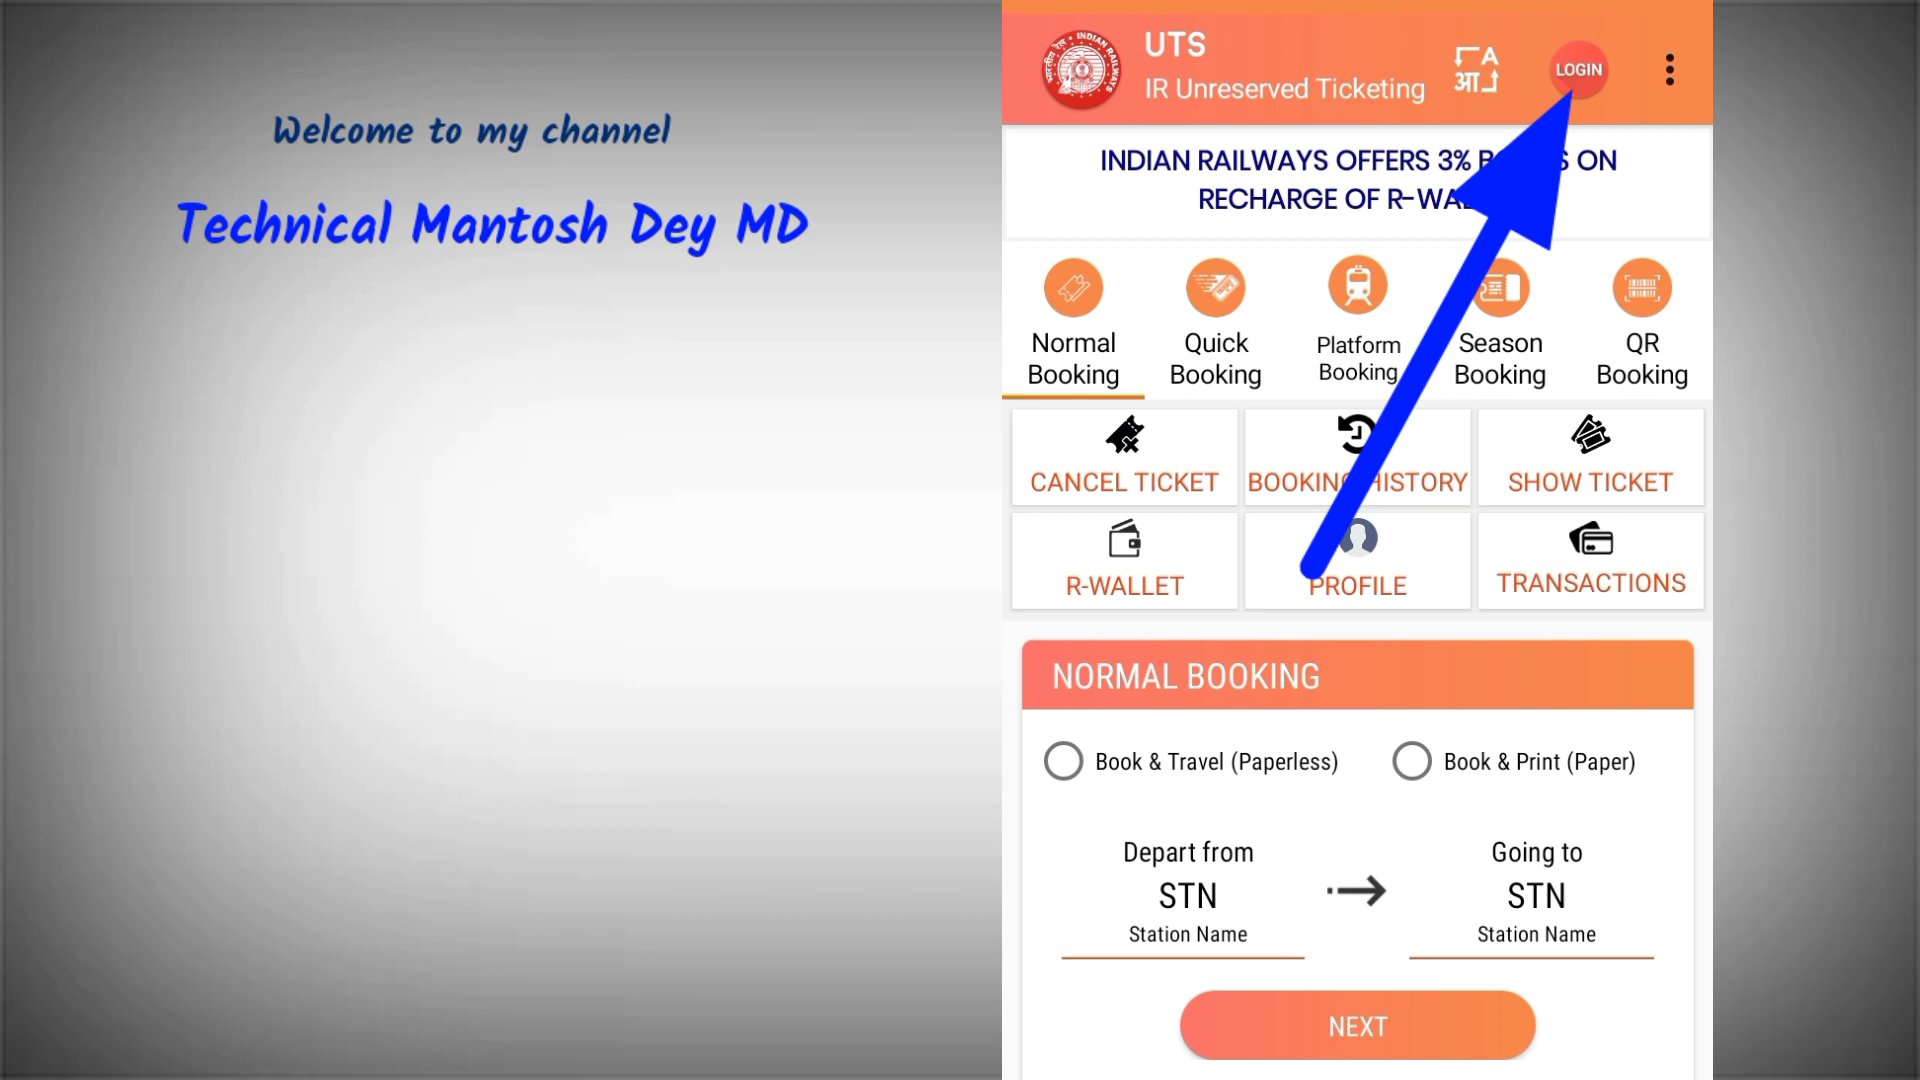 Welcome to my channel
Technical Mantosh Dey MD
UTS
IR Unreserved Ticketing
A
आ
LOGIN
INDIAN RAILWAYS OFFERS 3% ON
RECHARGE OF
Normal Booking
Quick Booking
Platform Booking
Season Booking
QR Booking
CANCEL TICKET
BOOKING HISTORY
SHOW TICKET
R-WALLET
PROFILE
TRANSACTIONS
NORMAL BOOKING
Book & Travel (Paperless)
Book & Print (Paper)
Depart from
STN
Station Name
Going to
STN
Station Name
NEXT